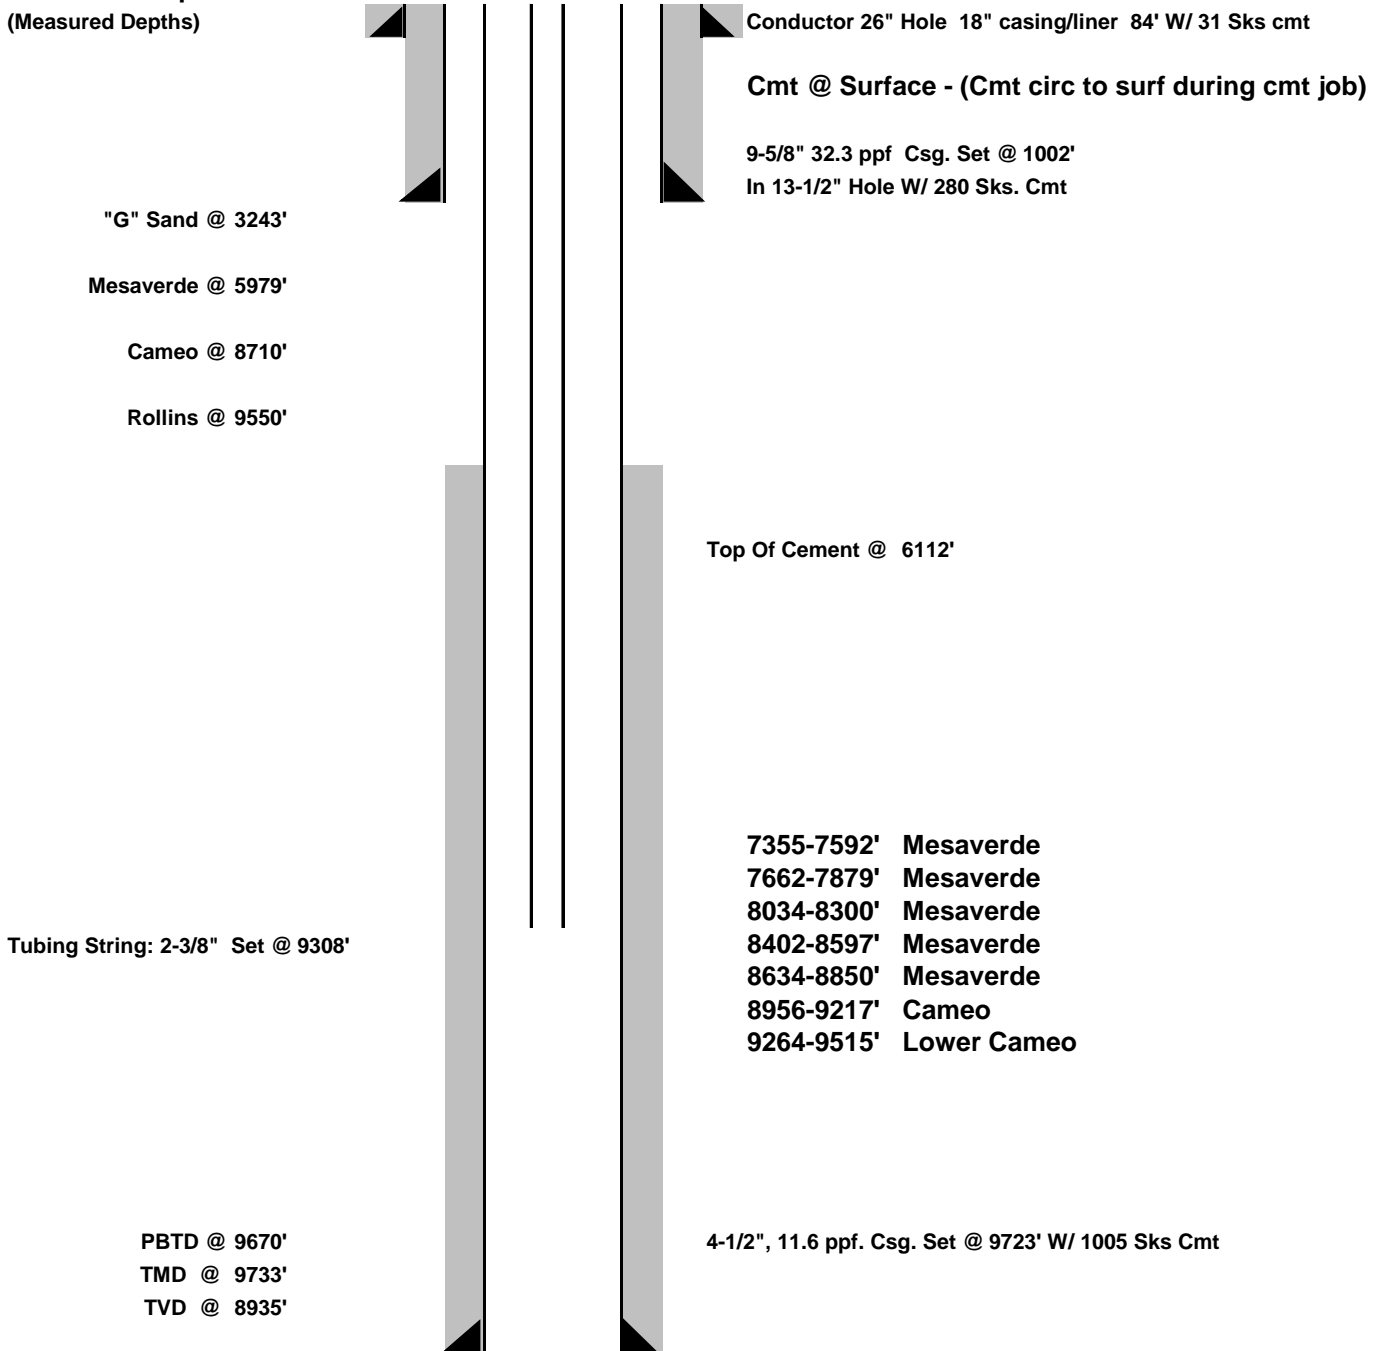 (Measured Depths)
Conductor 26" Hole 18" casing/liner 84' W/ 31 Sks cmt
Cmt @ Surface - (Cmt circ to surf during cmt job)
9-5/8" 32.3 ppf Csg. Set @ 1002'
In 13-1/2" Hole W/ 280 Sks. Cmt
"G" Sand @ 3243'
Mesaverde @ 5979'
Cameo @ 8710'
Rollins @ 9550'
Top Of Cement @ 6112'
7355-7592' Mesaverde
7662-7879' Mesaverde
8034-8300' Mesaverde
8402-8597' Mesaverde
8634-8850' Mesaverde
8956-9217' Cameo
9264-9515' Lower Cameo
Tubing String: 2-3/8" Set @ 9308'
PBTD @ 9670'
TMD @ 9733'
TVD @ 8935'
4-1/2", 11.6 ppf. Csg. Set @ 9723' W/ 1005 Sks Cmt